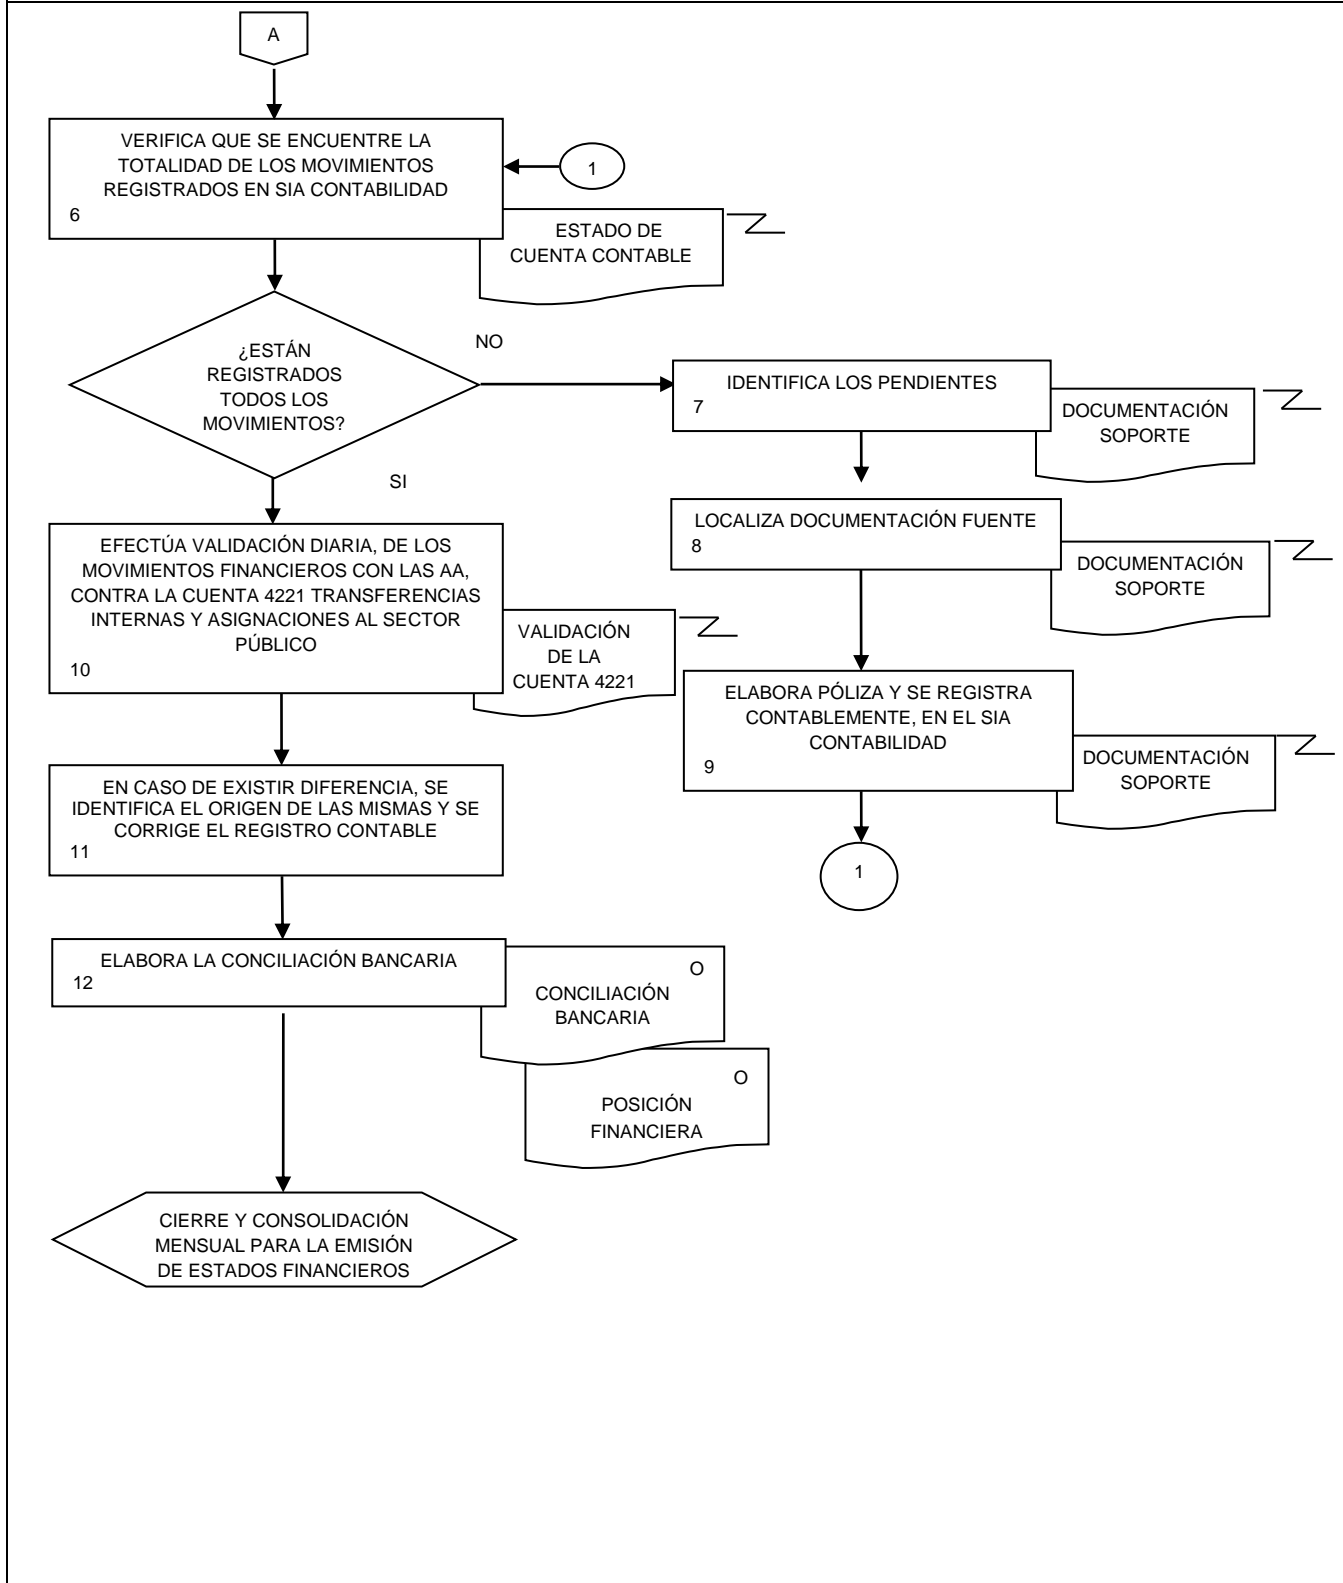 A
VERIFICA QUE SE ENCUENTRE LA
TOTALIDAD DE LOS MOVIMIENTOS
REGISTRADOS EN SIA CONTABILIDAD
6
1
ESTADO DE
CUENTA CONTABLE
¿ESTÁN
REGISTRADOS
TODOS LOS
MOVIMIENTOS?
NO
SI
IDENTIFICA LOS PENDIENTES
7
DOCUMENTACIÓN
SOPORTE
LOCALIZA DOCUMENTACIÓN FUENTE
8
DOCUMENTACIÓN
SOPORTE
ELABORA PÓLIZA Y SE REGISTRA
CONTABLEMENTE, EN EL SIA
CONTABILIDAD
9
DOCUMENTACIÓN
SOPORTE
1
EFECTÚA VALIDACIÓN DIARIA, DE LOS
MOVIMIENTOS FINANCIEROS CON LAS AA,
CONTRA LA CUENTA 4221 TRANSFERENCIAS
INTERNAS Y ASIGNACIONES AL SECTOR
PÚBLICO
10
VALIDACIÓN
DE LA
CUENTA 4221
EN CASO DE EXISTIR DIFERENCIA, SE
IDENTIFICA EL ORIGEN DE LAS MISMAS Y SE
CORRIGE EL REGISTRO CONTABLE
11
ELABORA LA CONCILIACIÓN BANCARIA
12
O
CONCILIACIÓN
BANCARIA
O
POSICIÓN
FINANCIERA
CIERRE Y CONSOLIDACIÓN
MENSUAL PARA LA EMISIÓN
DE ESTADOS FINANCIEROS